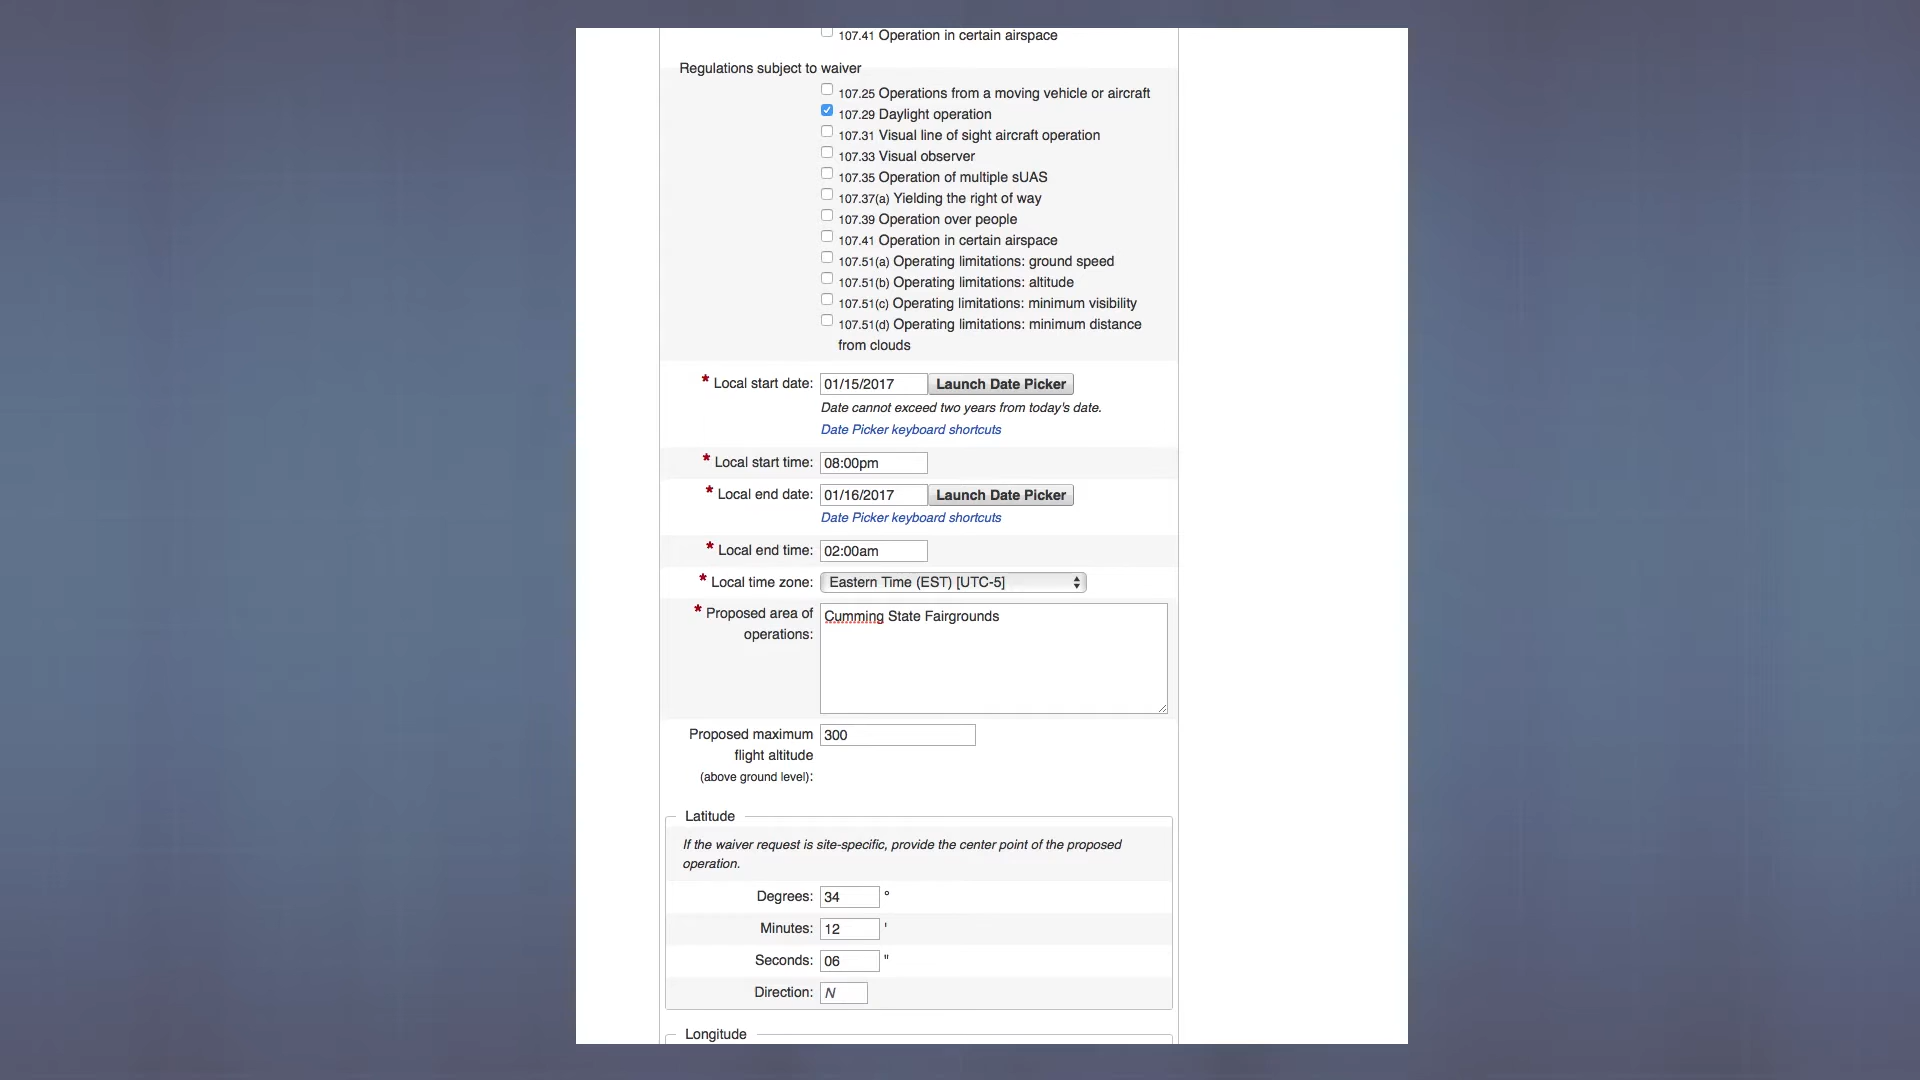 107.41 Operation in certain airspace
Regulations subject to waiver
107.25 Operations from a moving vehicle or aircraft
107.29 Daylight operation
107.31 Visual line of sight aircraft operation
107.33 Visual observer
107.35 Operation of multiple sUAS
107.37(a) Yielding the right of way
107.39 Operation over people
107.41 Operation in certain airspace
107.51(a) Operating limitations: ground speed
107.51(b) Operating limitations: altitude
107.51(c) Operating limitations: minimum visibility
107.51(d) Operating limitations: minimum distance
from clouds
* Local start date: 01/15/2017 Launch Date Picker
Date cannot exceed two years from today's date.
Date Picker keyboard shortcuts
* Local start time: 08:00pm
* Local end date: 01/16/2017 Launch Date Picker
Date Picker keyboard shortcuts
* Local end time: 02:00am
* Local time zone: Eastern Time (EST) [UTC-5]
* Proposed area of Cumming State Fairgrounds
operations:
Proposed maximum 300
flight altitude
(above ground level):
Latitude
If the waiver request is site-specific, provide the center point of the proposed
operation.
Degrees: 34 °
Minutes: 12 '
Seconds: 06 "
Direction: N
Longitude